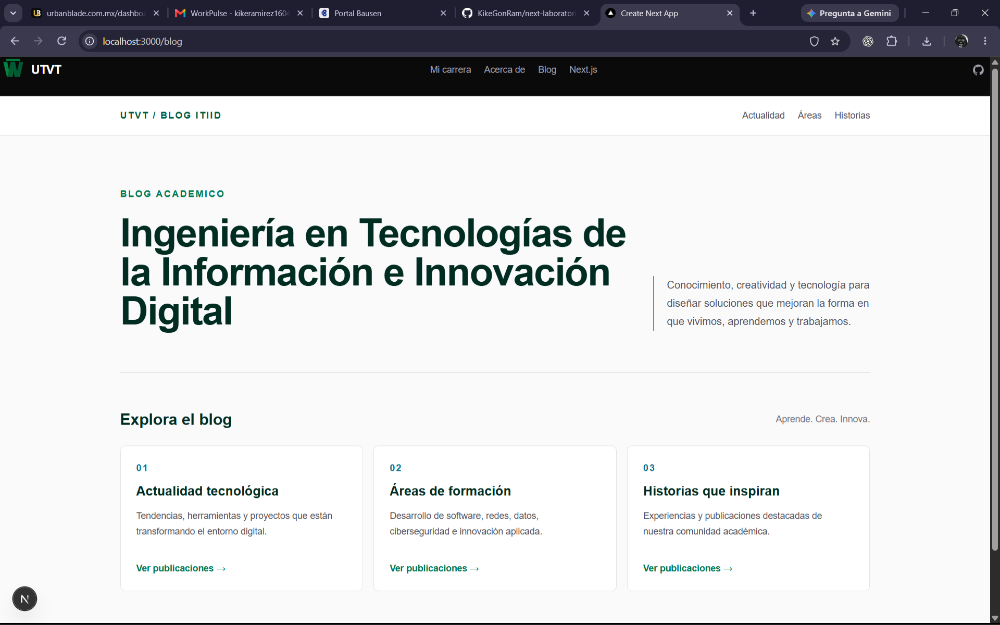 urbanblade.com.mx/dashboa
WorkPulse - kikeramirez1604
Portal Bausen
KikeGonRam/next-laboratori
Create Next App
Pregunta a Gemini
localhost:3000/blog
UTVT
Mi carrera
Acerca de
Blog
Next.js
UTVT / BLOG ITIID
Actualidad
Áreas
Historias
BLOG ACADEMICO
Ingeniería en Tecnologías de
la Información e Innovación
Digital
Conocimiento, creatividad y tecnología para
diseñar soluciones que mejoran la forma en
que vivimos, aprendemos y trabajamos.
Explora el blog
Aprende. Crea. Innova.
01
Actualidad tecnológica
Tendencias, herramientas y proyectos que están
transformando el entorno digital.
Ver publicaciones →
02
Áreas de formación
Desarrollo de software, redes, datos,
ciberseguridad e innovación aplicada.
Ver publicaciones →
03
Historias que inspiran
Experiencias y publicaciones destacadas de
nuestra comunidad académica.
Ver publicaciones →
N